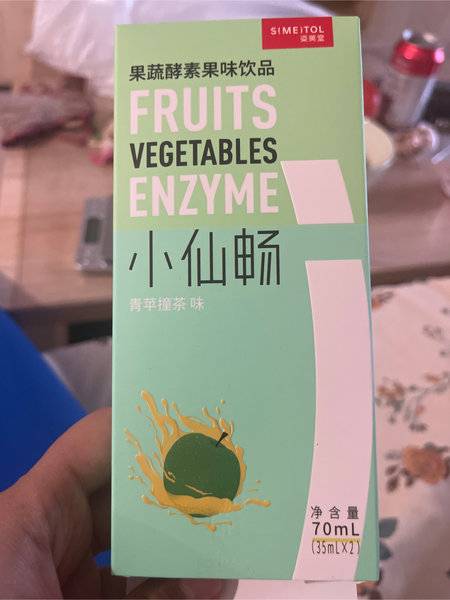 SIMEITOL
姿美堂
果蔬酵素果味饮品
FRUITS
VEGETABLES
ENZYME
小仙畅
青苹撞茶 味
净含量
70mL
(35mL×2)